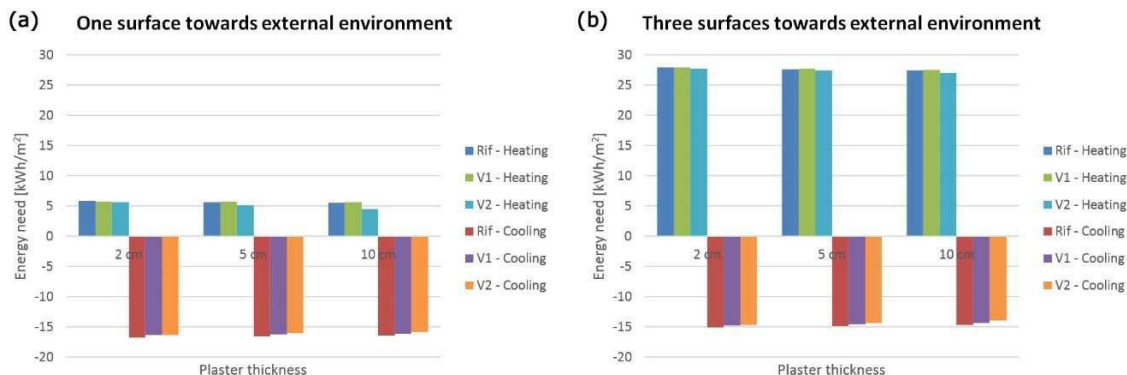 (a) One surface towards external environment
30
25
20
15
10
5
0
-5
-10
-15
-20
Energy need [kWh/m²]
2 cm 5 cm 10 cm
Plaster thickness
Rif - Heating
V1 - Heating
V2 - Heating
Rif - Cooling
V1 - Cooling
V2 - Cooling
(b) Three surfaces towards external environment
30
25
20
15
10
5
0
-5
-10
-15
-20
Energy need [kWh/m²]
2 cm 5 cm 10 cm
Plaster thickness
Rif - Heating
V1 - Heating
V2 - Heating
Rif - Cooling
V1 - Cooling
V2 - Cooling